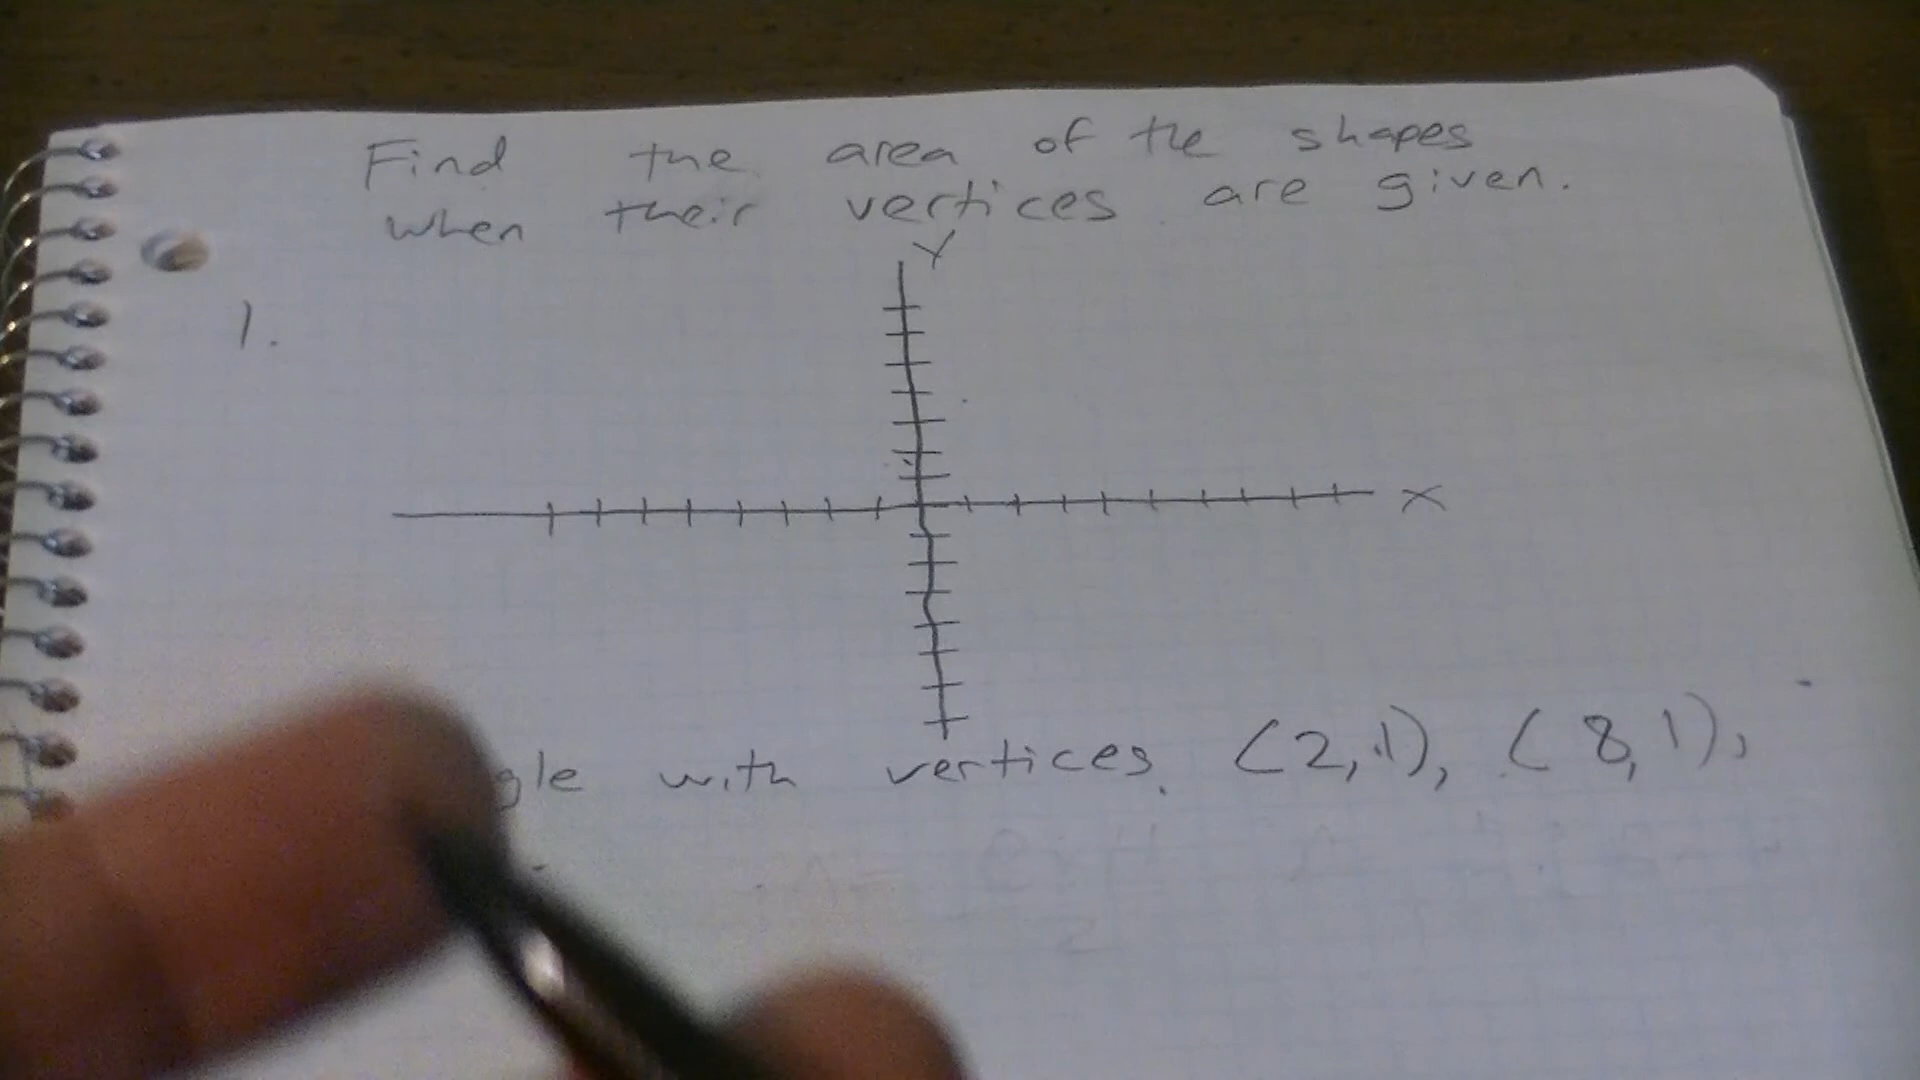 Find the area of the shapes
when their vertices are given.
Y
1.
X
gle with vertices. (2,1), (8,1),